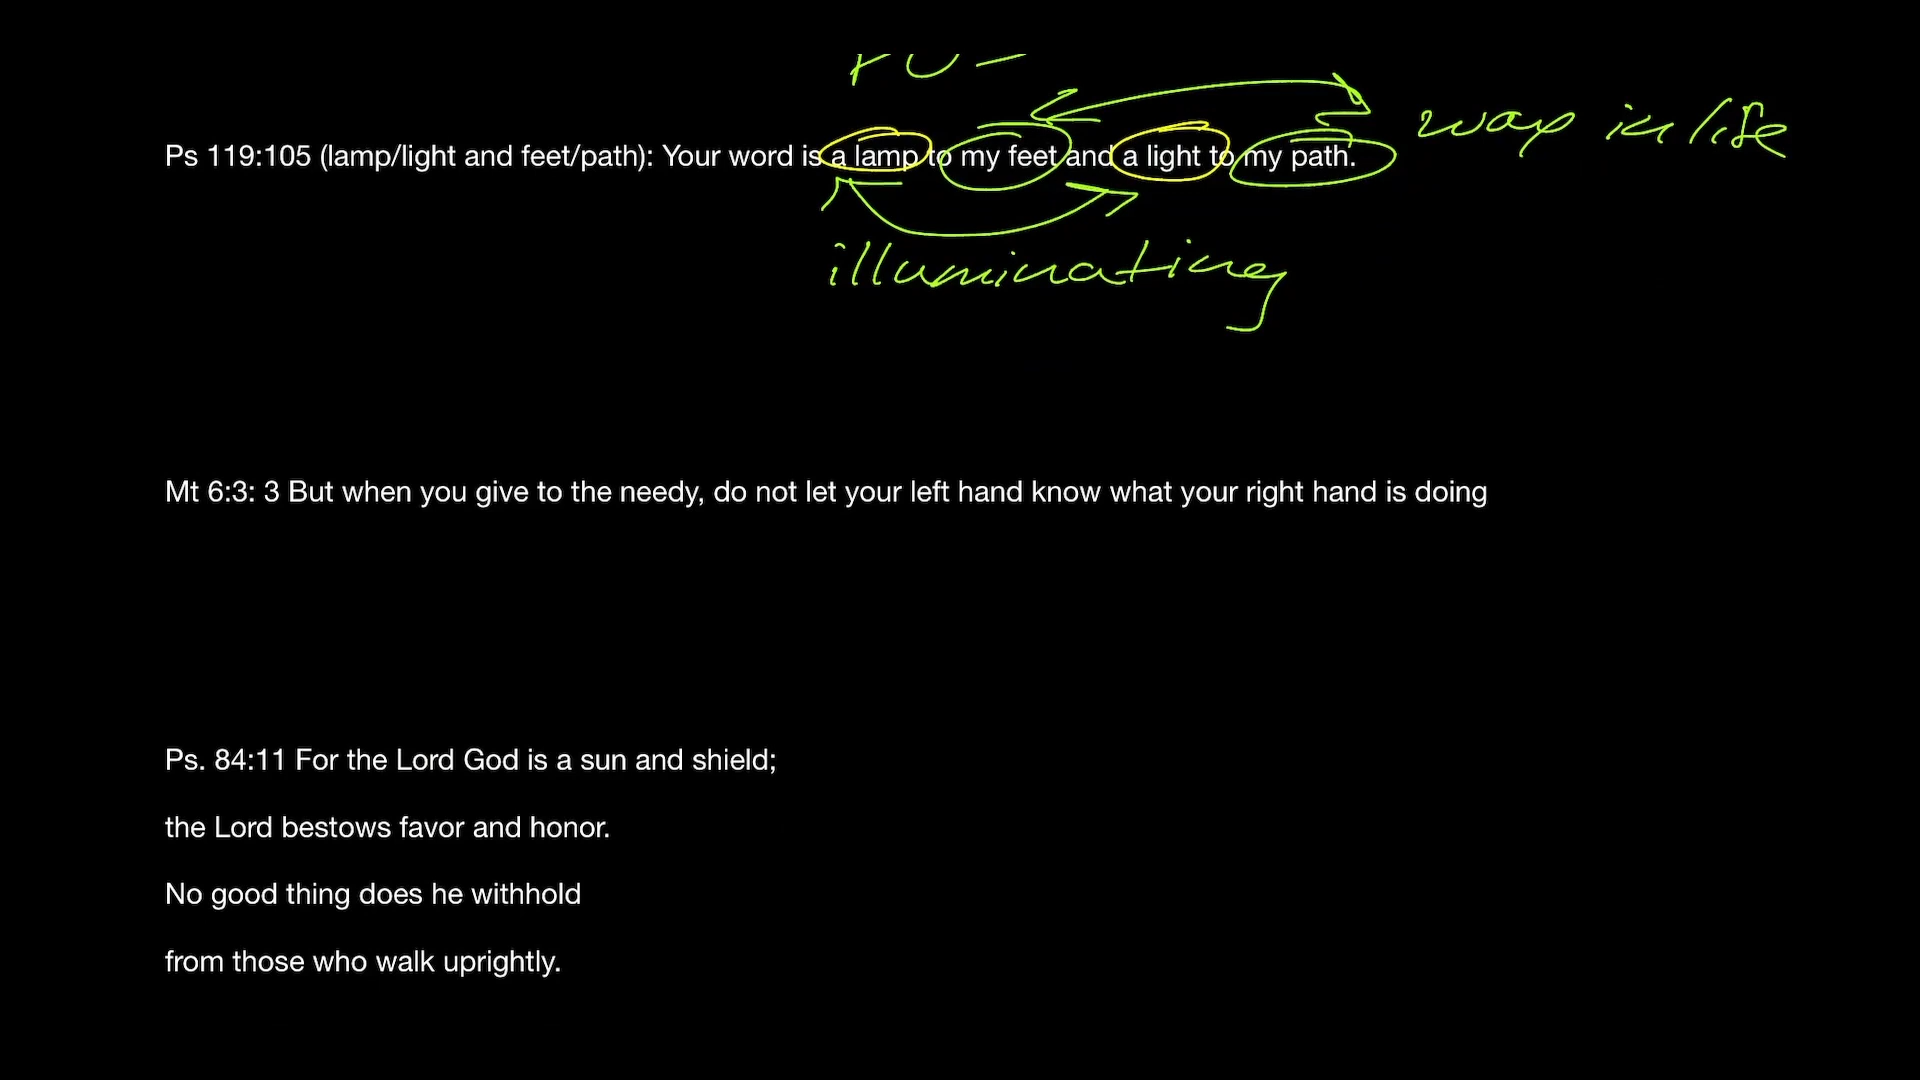 way in life
Ps 119:105 (lamp/light and feet/path): Your word is a lamp to my feet and a light to my path.
illuminating
Mt 6:3: 3 But when you give to the needy, do not let your left hand know what your right hand is doing
Ps. 84:11 For the Lord God is a sun and shield;
the Lord bestows favor and honor.
No good thing does he withhold
from those who walk uprightly.